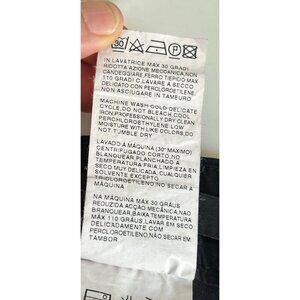 30 P
IN LAVATRICE MAX 30 GRADI
RIDOTTA AZIONE MECCANICA,NON
CANDEGGIARE,FERRO TIEPIDO MAX
110 GRADI C,LAVARE A SECCO
DELICATO CON PERCLOROETILENE,
NON ASCIUGARE IN TAMBURO
MACHINE WASH COLD DELICATE
CYCLE,DO NOT BLEACH,COOL
IRON,PROFESSIONALLY DRY CLEAN
PERCHLOROETHYLENE LOW
MOISTURE WITH LIKE COLORS,DO
NOT TUMBLE DRY
LAVADO À MÁQUINA (30° MAXIMO)
CENTRIFUGADO CORTO,NO
BLANQUEAR,PLANCHADO A
TEMPERATURA FRIA,LIMPIEZA EN
SECO MUY DELICADA, CUALQUIER
SOLVENTE EXCEPTO
TRICLOROETILENO,NO SECAR A
MÁQUINA
NA MÁQUINA MÁX 30 GRÁUS
REDUZIDA ACÇÃO MECÂNICA,NÃO
BRANQUEAR,BAIXA TEMPERATURA
MAX 110 GRÁUS,LAVAR EM SECO
DELICADAMENTE COM
PERCLOROETILENO,NÃO SECAR EM
TAMBOR